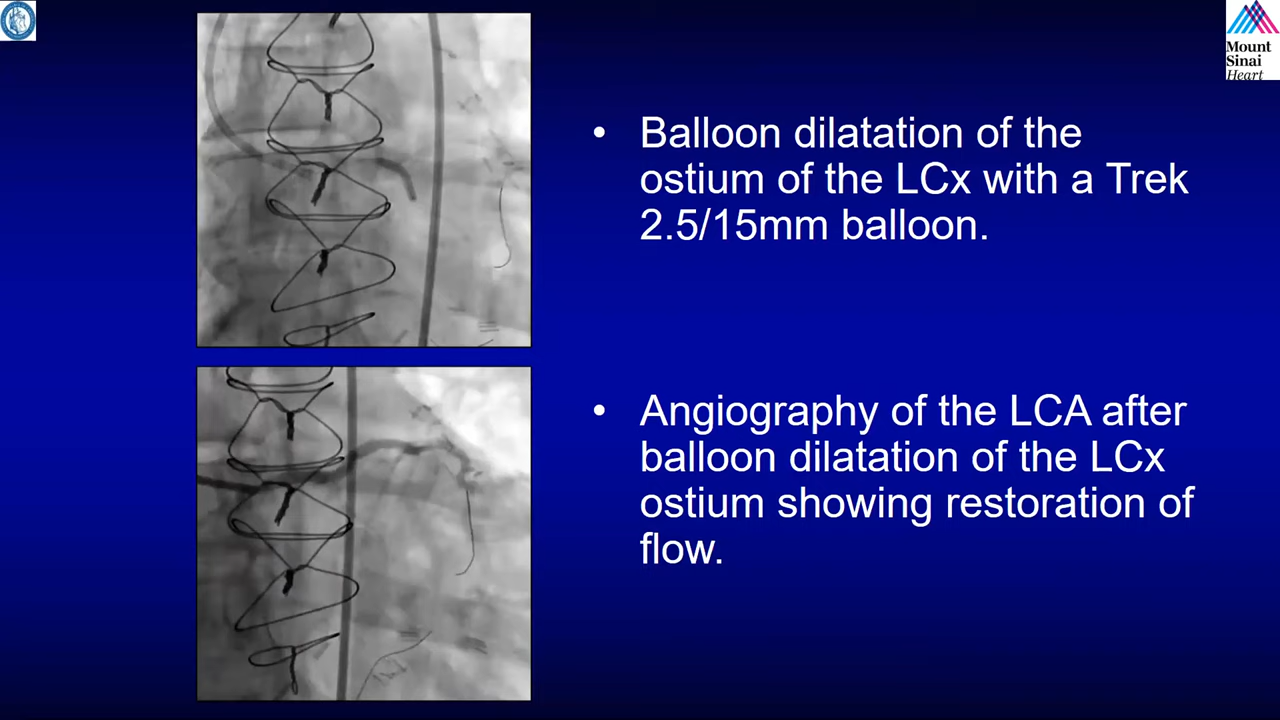 Mount
Sinai
Heart
• Balloon dilatation of the
ostium of the LCx with a Trek
2.5/15mm balloon.
• Angiography of the LCA after
balloon dilatation of the LCx
ostium showing restoration of
flow.